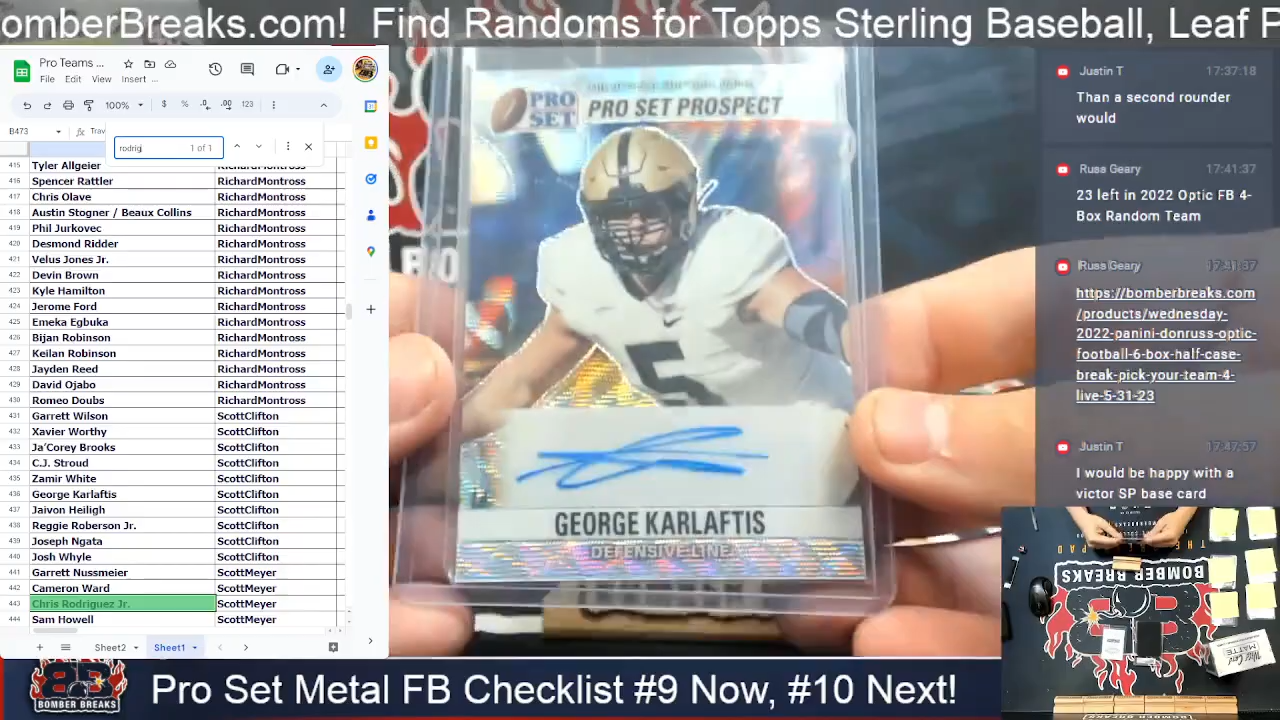 omberBreaks.com!  Find Randoms for Topps Sterling Baseball, Leaf F
Pro Teams ...
File Edit View Insert ...
100% $ % .0 .00 123
B473 fx Trav
rodrig 1 of 1
415 Tyler Allgeier RichardMontross
416 Spencer Rattler RichardMontross
417 Chris Olave RichardMontross
418 Austin Stogner / Beaux Collins RichardMontross
419 Phil Jurkovec RichardMontross
420 Desmond Ridder RichardMontross
421 Velus Jones Jr. RichardMontross
422 Devin Brown RichardMontross
423 Kyle Hamilton RichardMontross
424 Jerome Ford RichardMontross
425 Emeka Egbuka RichardMontross
426 Bijan Robinson RichardMontross
427 Keilan Robinson RichardMontross
428 Jayden Reed RichardMontross
429 David Ojabo RichardMontross
430 Romeo Doubs RichardMontross
431 Garrett Wilson ScottClifton
432 Xavier Worthy ScottClifton
433 Ja'Corey Brooks ScottClifton
434 C.J. Stroud ScottClifton
435 Zamir White ScottClifton
436 George Karlaftis ScottClifton
437 Jaivon Heiligh ScottClifton
438 Reggie Roberson Jr. ScottClifton
439 Joseph Ngata ScottClifton
440 Josh Whyle ScottClifton
441 Garrett Nussmeier ScottMeyer
442 Cameron Ward ScottMeyer
443 Chris Rodriguez Jr. ScottMeyer
444 Sam Howell ScottMeyer
Sheet2 Sheet1
PRO SET
PRO SET PROSPECT
5
GEORGE KARLAFTIS
DEFENSIVE LINEMAN
Justin T 17:37:18
Than a second rounder
would
Russ Geary 17:41:37
23 left in 2022 Optic FB 4-
Box Random Team
Russ Geary 17:41:37
https://bomberbreaks.com
/products/wednesday-
2022-panini-donruss-optic-
football-6-box-half-case-
break-pick-your-team-4-
live-5-31-23
Justin T 17:47:57
I would be happy with a
victor SP base card
BOMBER BREAKS
MATTE
BOMBER BREAKS
Pro Set Metal FB Checklist #9 Now, #10 Next!